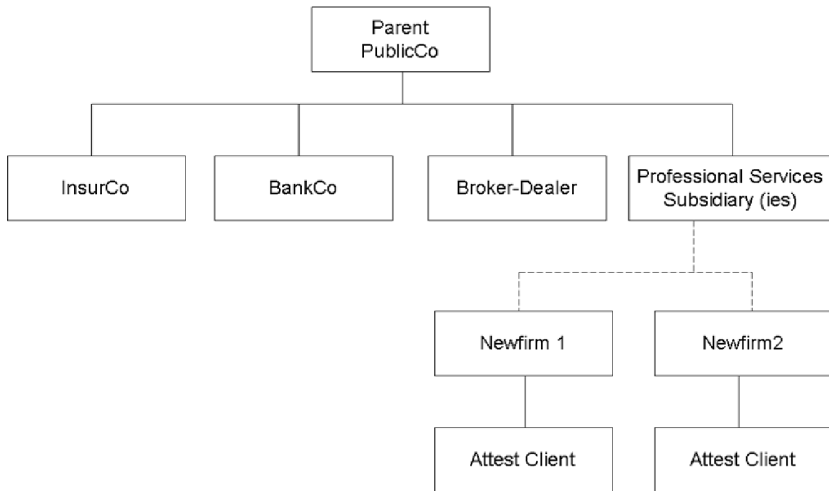 Parent
PublicCo
InsurCo
BankCo
Broker-Dealer
Professional Services
Subsidiary (ies)
Newfirm 1
Newfirm2
Attest Client
Attest Client